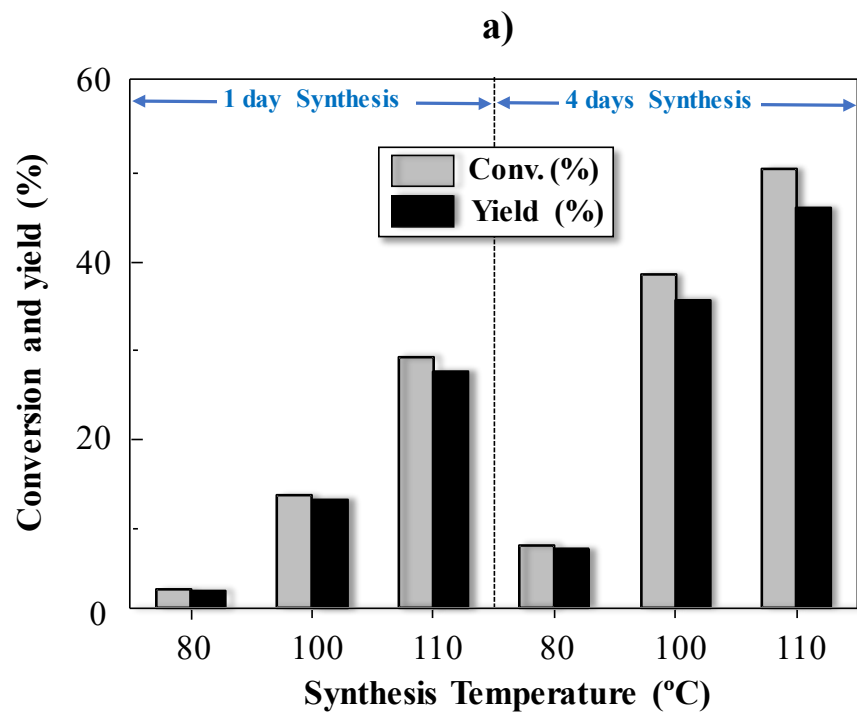 a)
60
1 day Synthesis
4 days Synthesis
Conv. (%)
Yield (%)
40
20
0
Conversion and yield (%)
80 100 110 80 100 110
Synthesis Temperature (ºC)